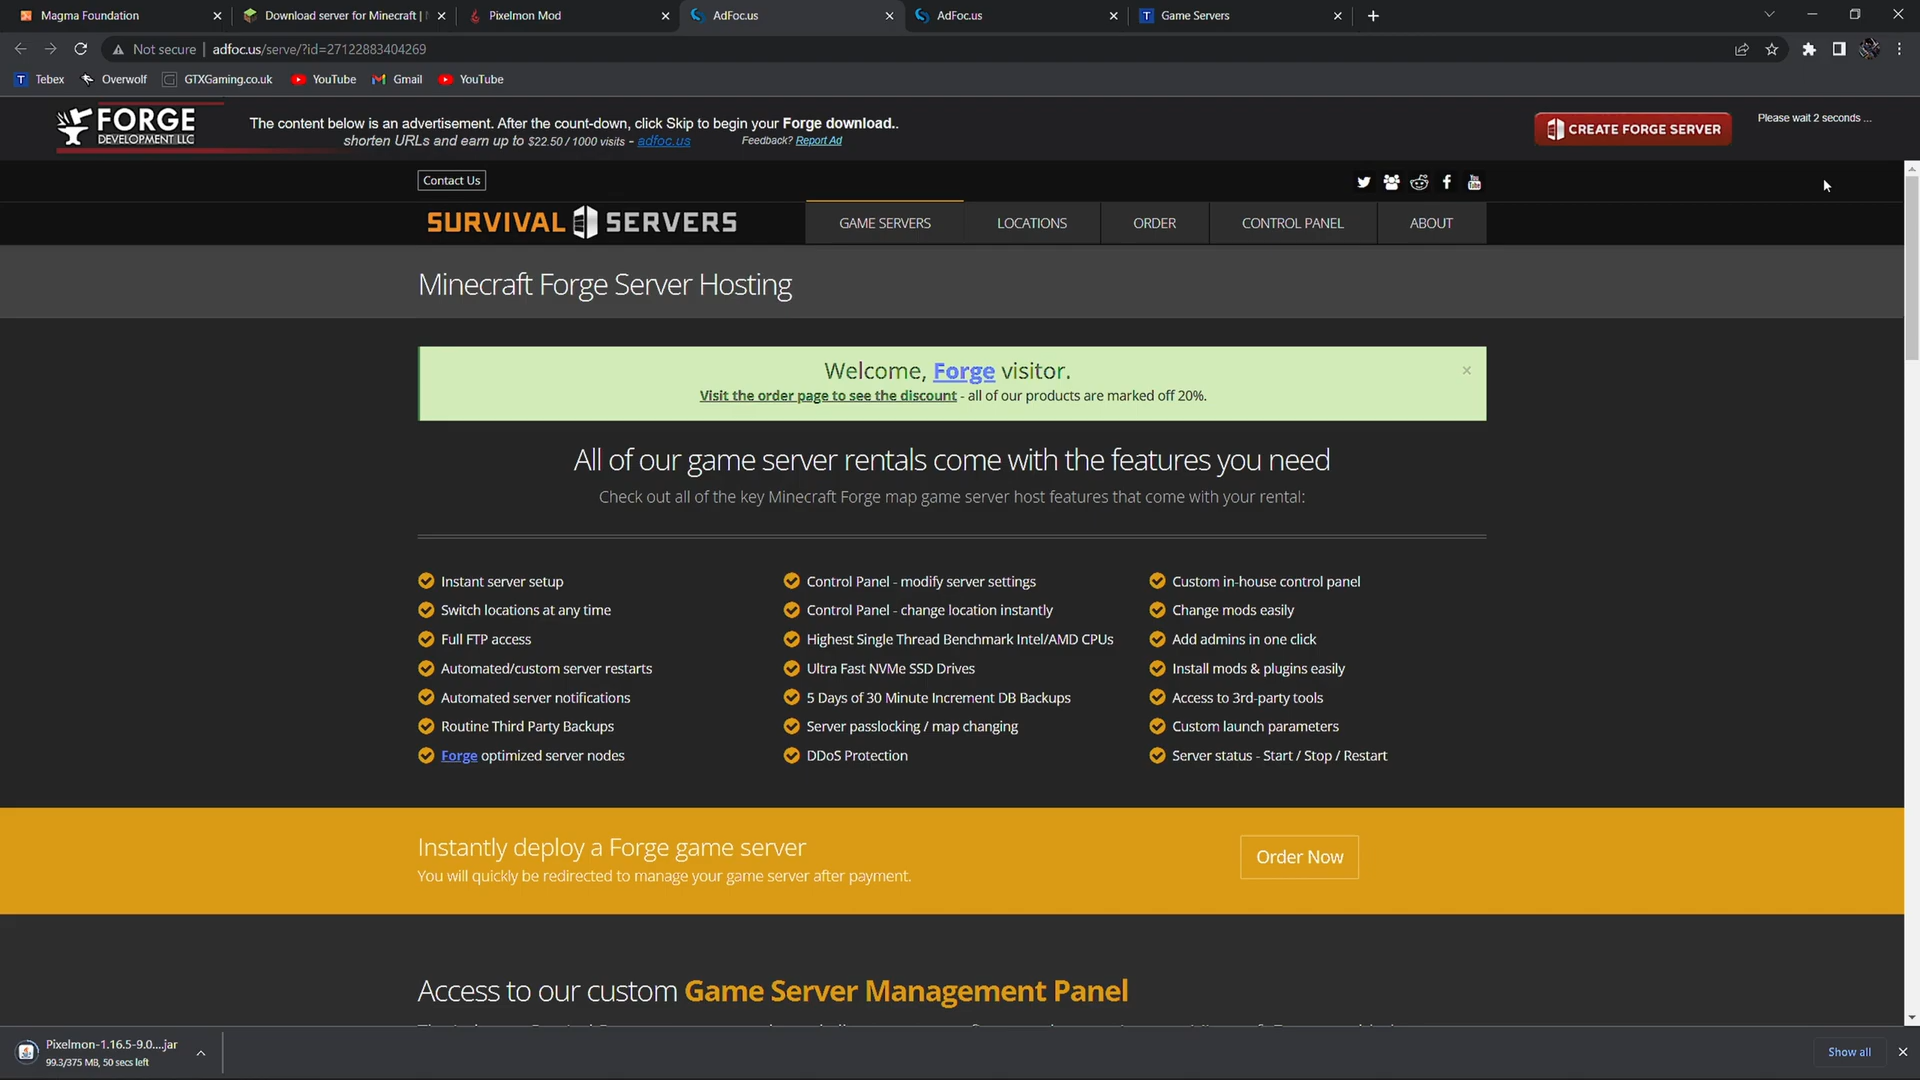 Magma Foundation
Download server for Minecraft |
Pixelmon Mod
AdFoc.us
AdFoc.us
Game Servers
Not secure
adfoc.us/serve/?id=27122883404269
Tebex
Overwolf
GTXGaming.co.uk
YouTube
Gmail
YouTube
FORGE
DEVELOPMENT LLC
The content below is an advertisement. After the count-down, click Skip to begin your Forge download..
shorten URLs and earn up to $22.50 / 1000 visits - adfoc.us
Feedback? Report Ad
CREATE FORGE SERVER
Please wait 2 seconds ...
Contact Us
SURVIVAL SERVERS
GAME SERVERS
LOCATIONS
ORDER
CONTROL PANEL
ABOUT
Minecraft Forge Server Hosting
Welcome, Forge visitor.
Visit the order page to see the discount - all of our products are marked off 20%.
All of our game server rentals come with the features you need
Check out all of the key Minecraft Forge map game server host features that come with your rental:
Instant server setup
Switch locations at any time
Full FTP access
Automated/custom server restarts
Automated server notifications
Routine Third Party Backups
Forge optimized server nodes
Control Panel - modify server settings
Control Panel - change location instantly
Highest Single Thread Benchmark Intel/AMD CPUs
Ultra Fast NVMe SSD Drives
5 Days of 30 Minute Increment DB Backups
Server passlocking / map changing
DDoS Protection
Custom in-house control panel
Change mods easily
Add admins in one click
Install mods & plugins easily
Access to 3rd-party tools
Custom launch parameters
Server status - Start / Stop / Restart
Instantly deploy a Forge game server
You will quickly be redirected to manage your game server after payment.
Order Now
Access to our custom Game Server Management Panel
Pixelmon-1.16.5-9.0....jar
99.3/375 MB, 50 secs left
Show all